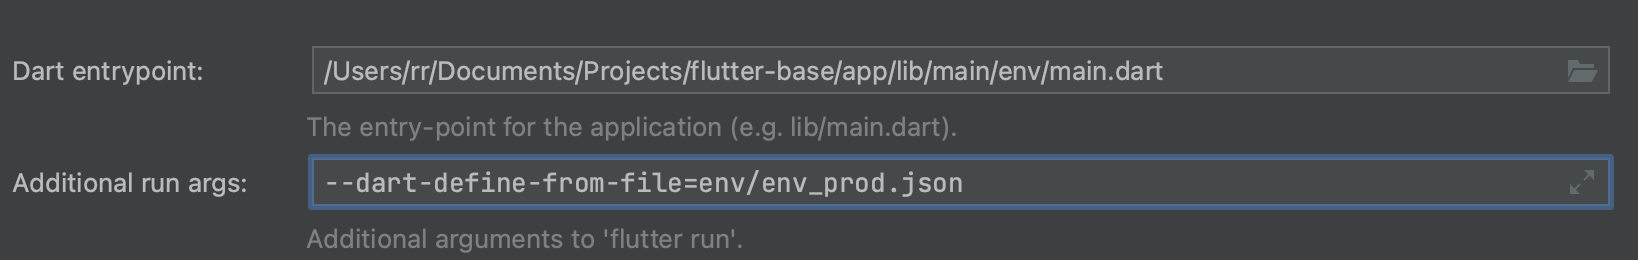 Dart entrypoint: /Users/rr/Documents/Projects/flutter-base/app/lib/main/env/main.dart
The entry-point for the application (e.g. lib/main.dart).
Additional run args: --dart-define-from-file=env/env_prod.json
Additional arguments to 'flutter run'.